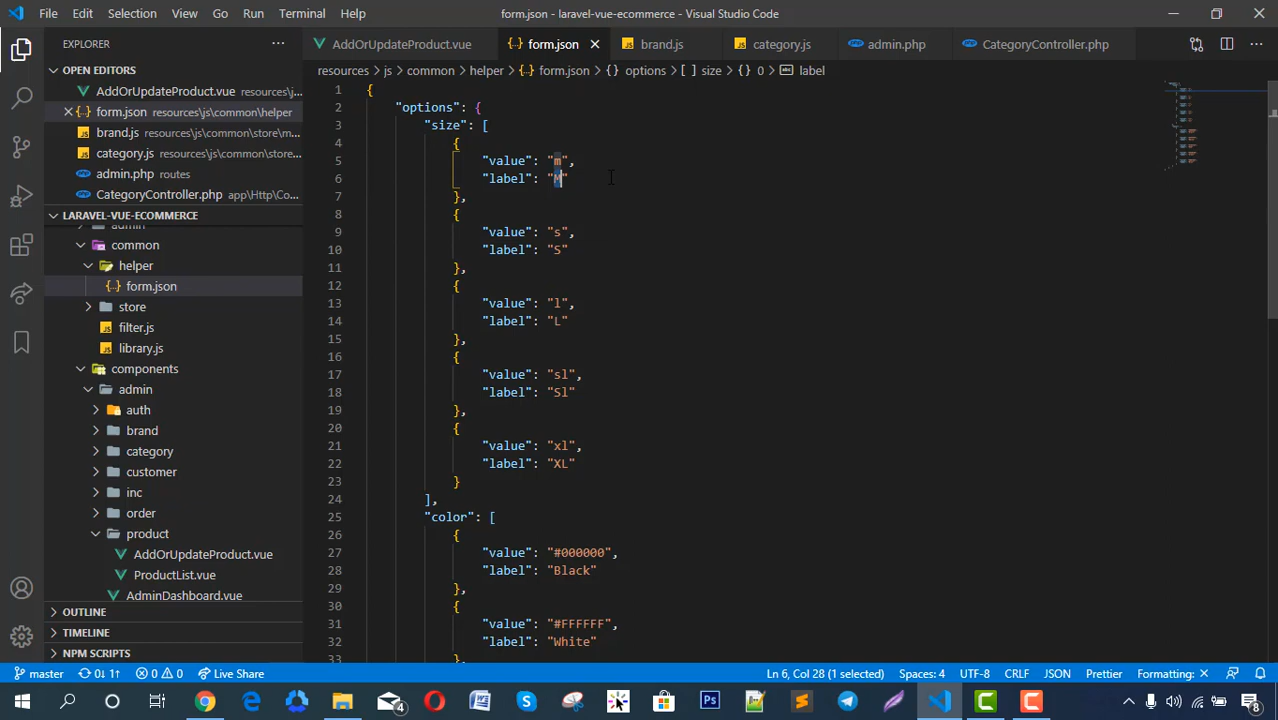 File Edit Selection View Go Run Terminal Help
form.json - laravel-vue-ecommerce - Visual Studio Code
EXPLORER
OPEN EDITORS
AddOrUpdateProduct.vue resources/j...
form.json resources\js\common\helper
brand.js resources\js\common\store\m...
category.js resources\js\common\store...
admin.php routes
CategoryController.php app\Http\Co...
LARAVEL-VUE-ECOMMERCE
admin
common
helper
form.json
store
filter.js
library.js
components
admin
auth
brand
category
customer
inc
order
product
AddOrUpdateProduct.vue
ProductList.vue
AdminDashboard.vue
OUTLINE
TIMELINE
NPM SCRIPTS
AddOrUpdateProduct.vue form.json brand.js category.js admin.php CategoryController.php
resources > js > common > helper > form.json > {} options > [ ] size > {} 0 > label
1 {
2 "options": {
3 "size": [
4 {
5 "value": "m",
6 "label": "M"
7 },
8 {
9 "value": "s",
10 "label": "S"
11 },
12 {
13 "value": "l",
14 "label": "L"
15 },
16 {
17 "value": "sl",
18 "label": "Sl"
19 },
20 {
21 "value": "xl",
22 "label": "XL"
23 }
24 ],
25 "color": [
26 {
27 "value": "#000000",
28 "label": "Black"
29 },
30 {
31 "value": "#FFFFFF",
32 "label": "White"
33 },
master 0↓ 1↑ 0 0 Live Share
Ln 6, Col 28 (1 selected) Spaces: 4 UTF-8 CRLF JSON Prettier Formatting: ×
4
8